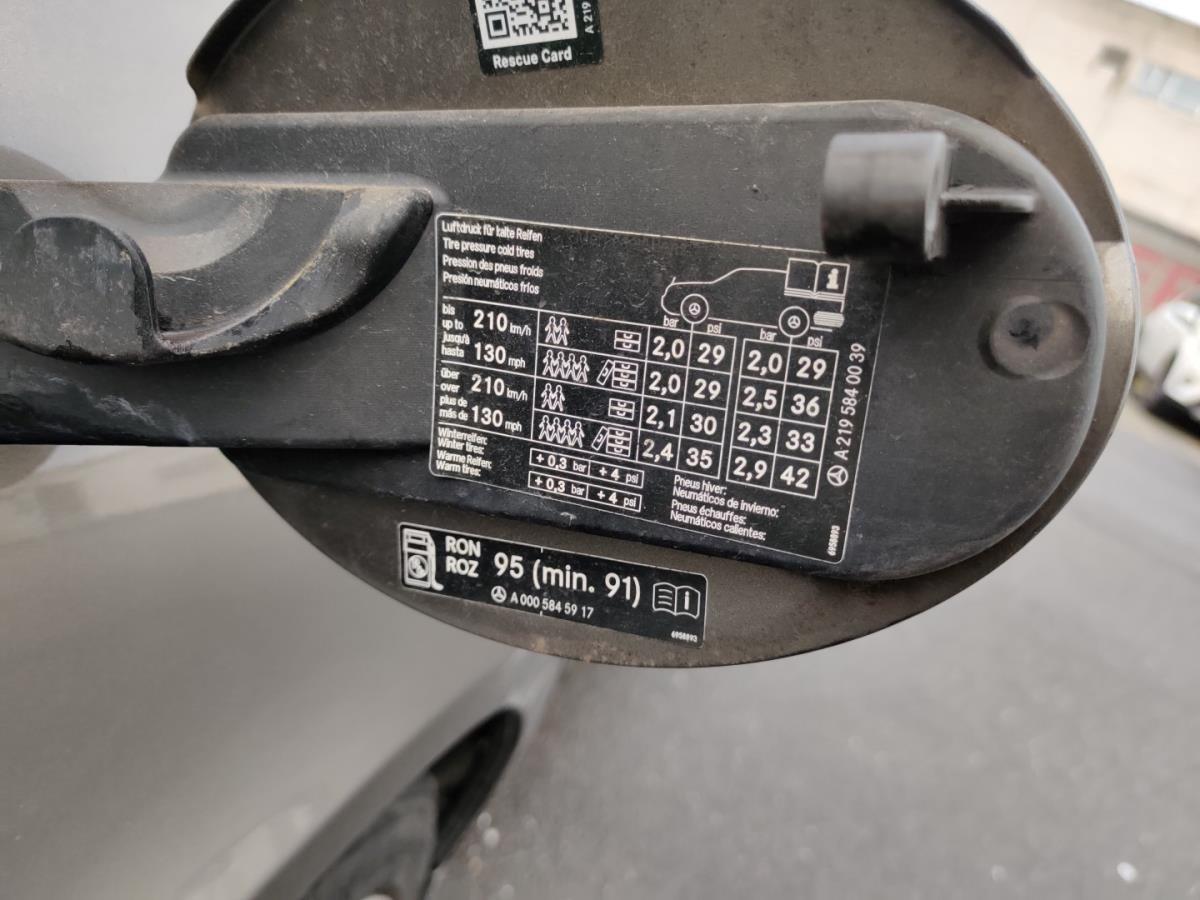 A 219
Rescue Card
Luftdruck für kalte Reifen
Tire pressure cold tires
Pression des pneus froids
Presión neumáticos fríos
bar psi bar psi
bis
up to
jusqu'à
hasta
210 km/h
130 mph
2,0 29 2,0 29
2,0 29 2,5 36
über
over
plus de
más de
210 km/h
130 mph
2,1 30 2,3 33
2,4 35 2,9 42
Winterreifen:
Winter tires:
+ 0,3 bar + 4 psi
Pneus hiver:
Neumáticos de invierno:
Warme Reifen:
Warm tires:
+ 0,3 bar + 4 psi
Pneus échauffes:
Neumáticos calientes:
A 219 584 00 39
6958893
RON
ROZ
95 (min. 91)
A 000 584 59 17
6958893